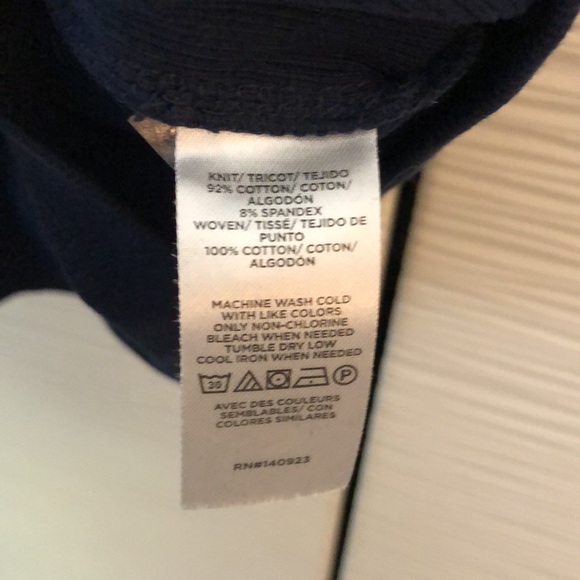 KNIT/ TRICOT/ TEJIDO
92% COTTON/ COTON/
ALGODÓN
8% SPANDEX
WOVEN/ TISSÉ/ TEJIDO DE
PUNTO
100% COTTON/ COTON/
ALGODÓN
MACHINE WASH COLD
WITH LIKE COLORS
ONLY NON-CHLORINE
BLEACH WHEN NEEDED
TUMBLE DRY LOW
COOL IRON WHEN NEEDED
30 P
AVEC DES COULEURS
SEMBLABLES/ CON
COLORES SIMILARES
RN#140923